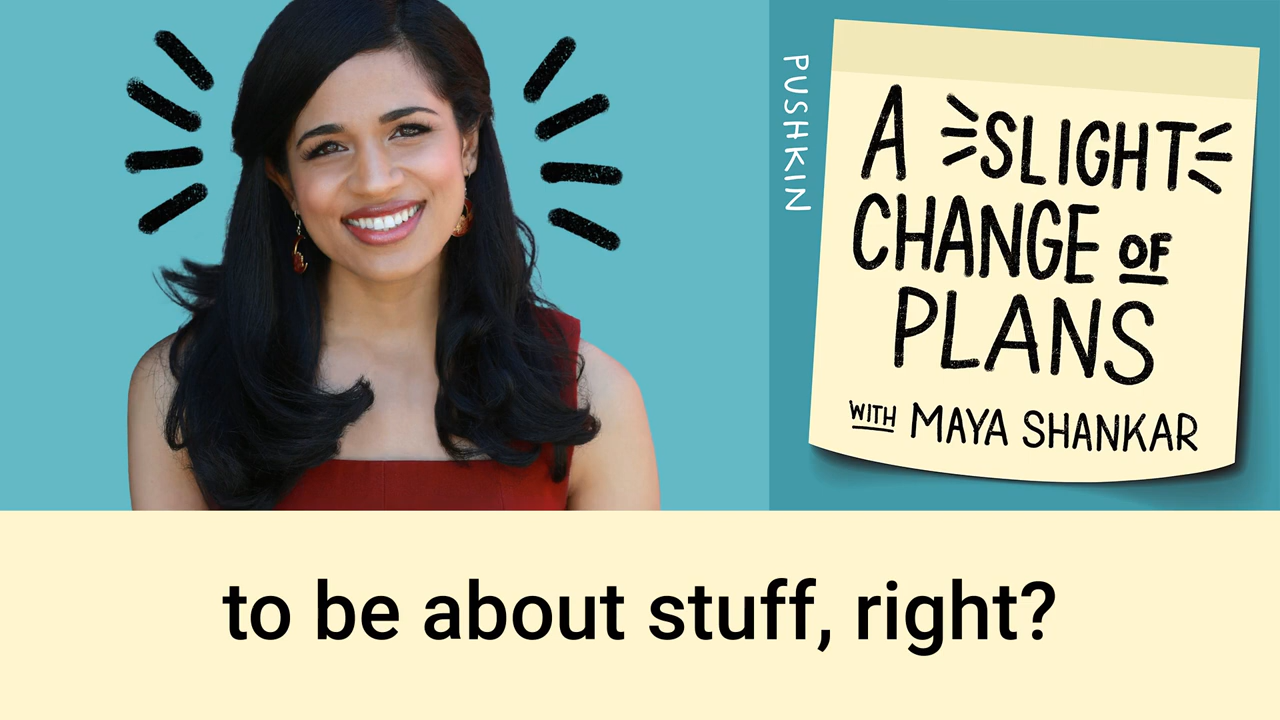 PUSHKIN
A SLIGHT
CHANGE OF
PLANS
WITH MAYA SHANKAR
to be about stuff, right?